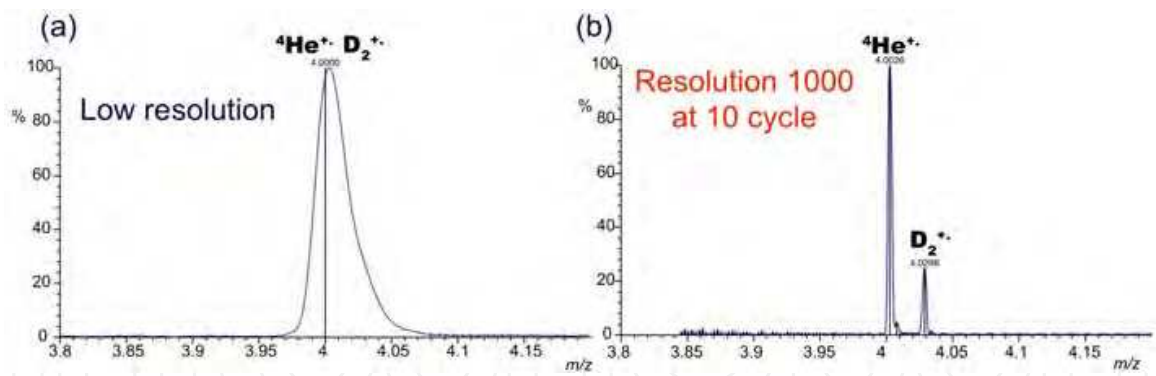 (a)
⁴He⁺· D₂⁺·
4.0000
Low resolution
%
100
80
60
40
20
0
3.8 3.85 3.9 3.95 4 4.05 4.1 4.15
m/z
(b)
⁴He⁺·
4.0026
Resolution 1000
at 10 cycle
D₂⁺·
4.0298
%
100
80
60
40
20
0
3.8 3.85 3.9 3.95 4 4.05 4.1 4.15
m/z